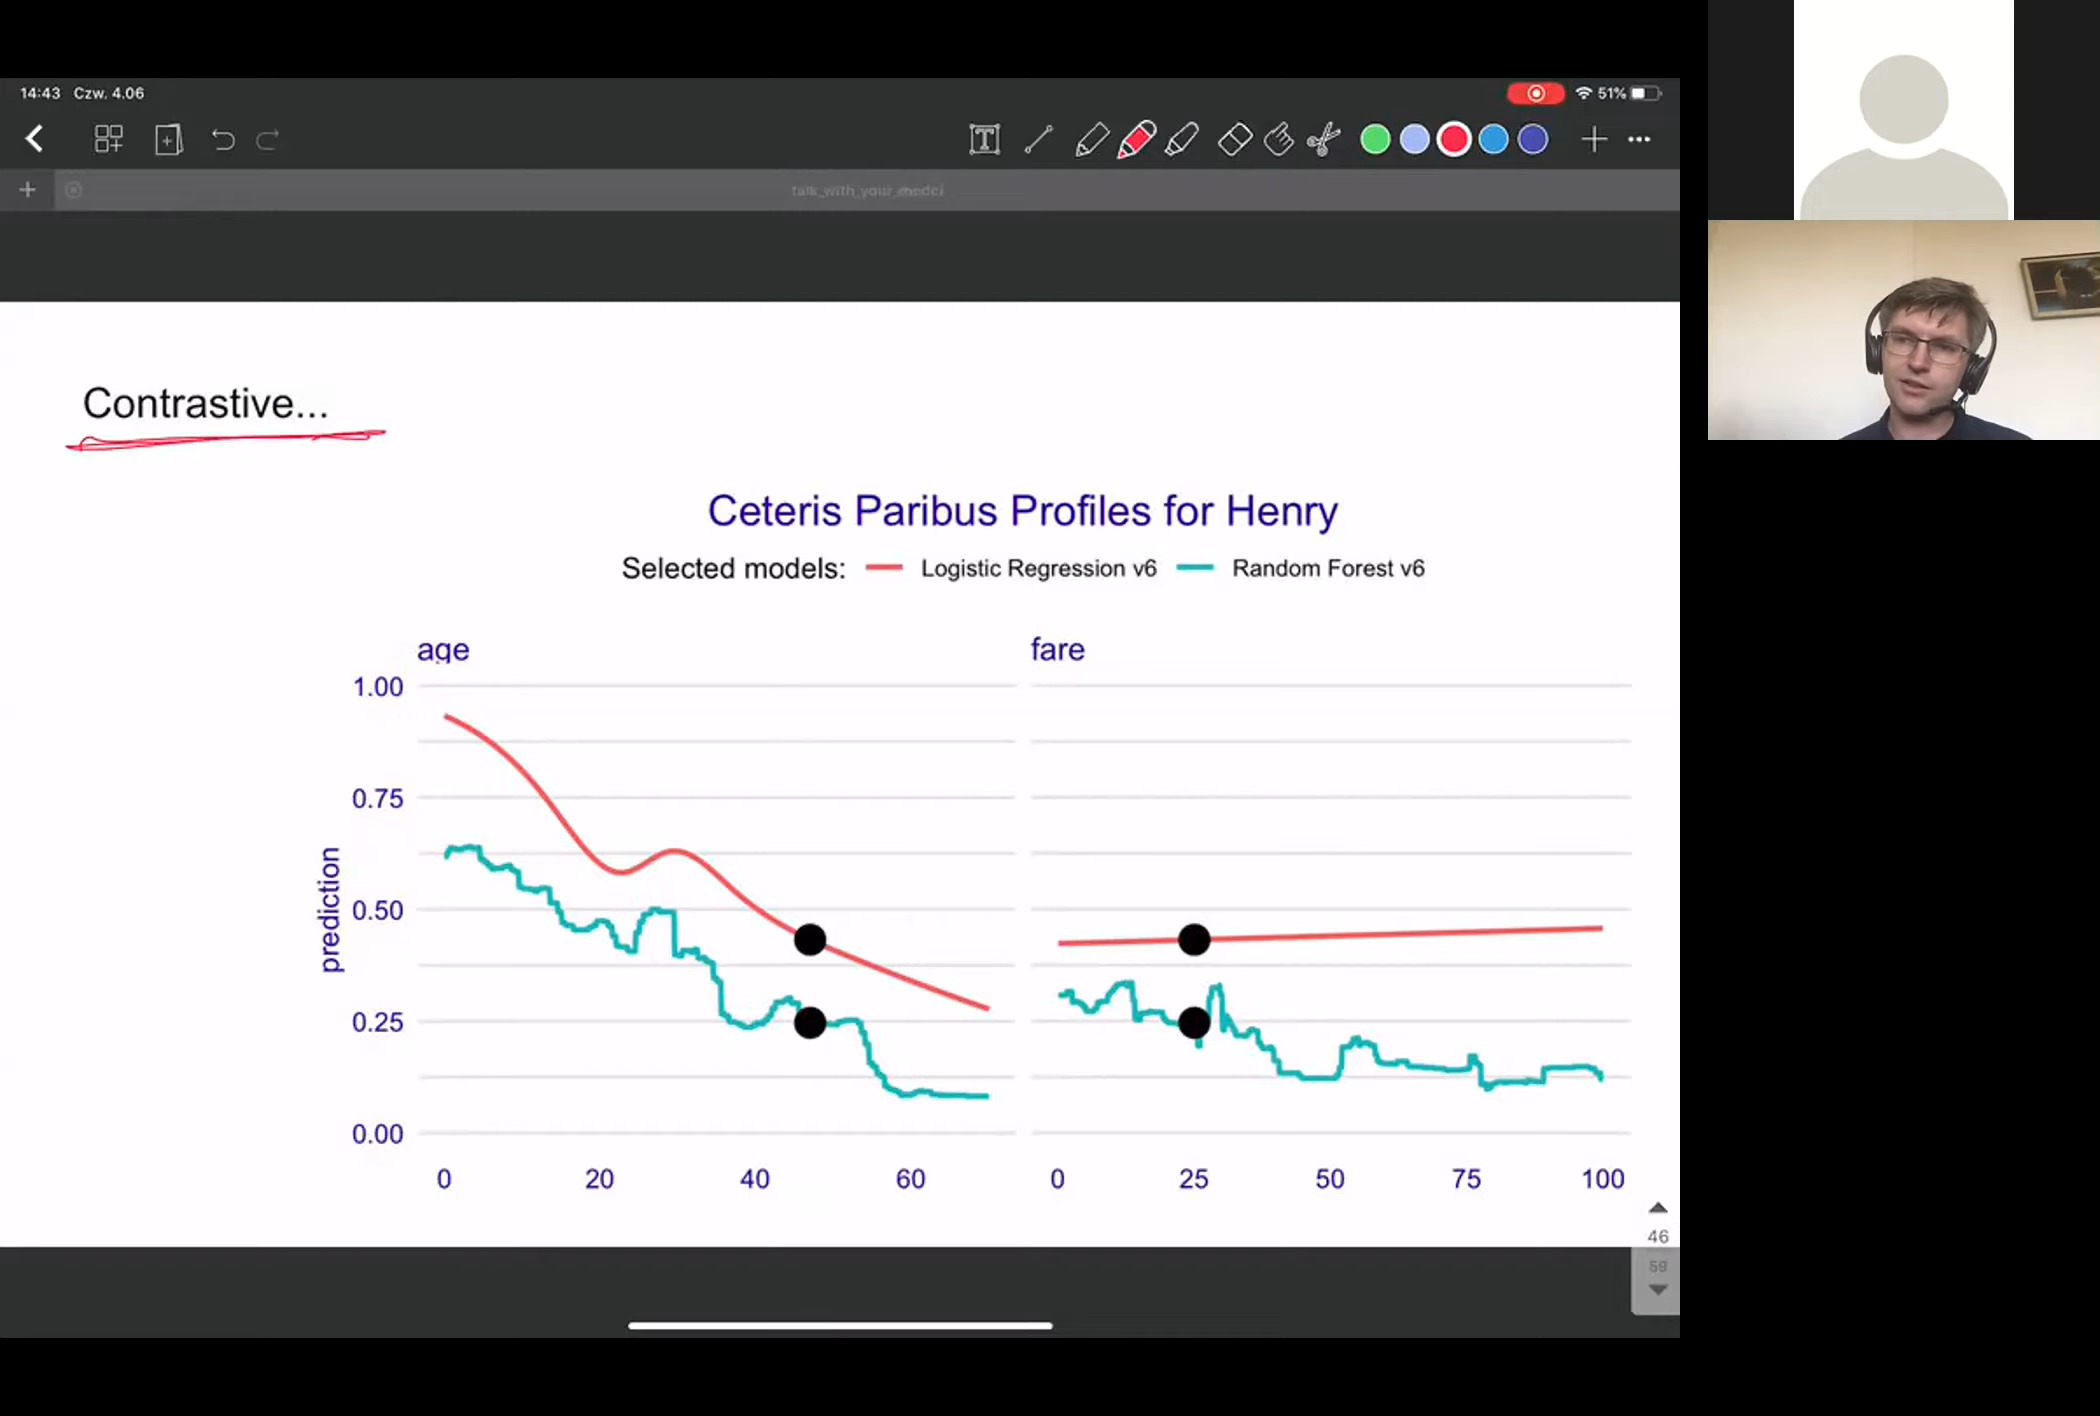 14:43 Czw. 4.06
51%
T
talk_with_your_model
Contrastive...
Ceteris Paribus Profiles for Henry
Selected models: Logistic Regression v6 Random Forest v6
age
fare
1.00
0.75
0.50
0.25
0.00
prediction
0 20 40 60
0 25 50 75 100
46
59